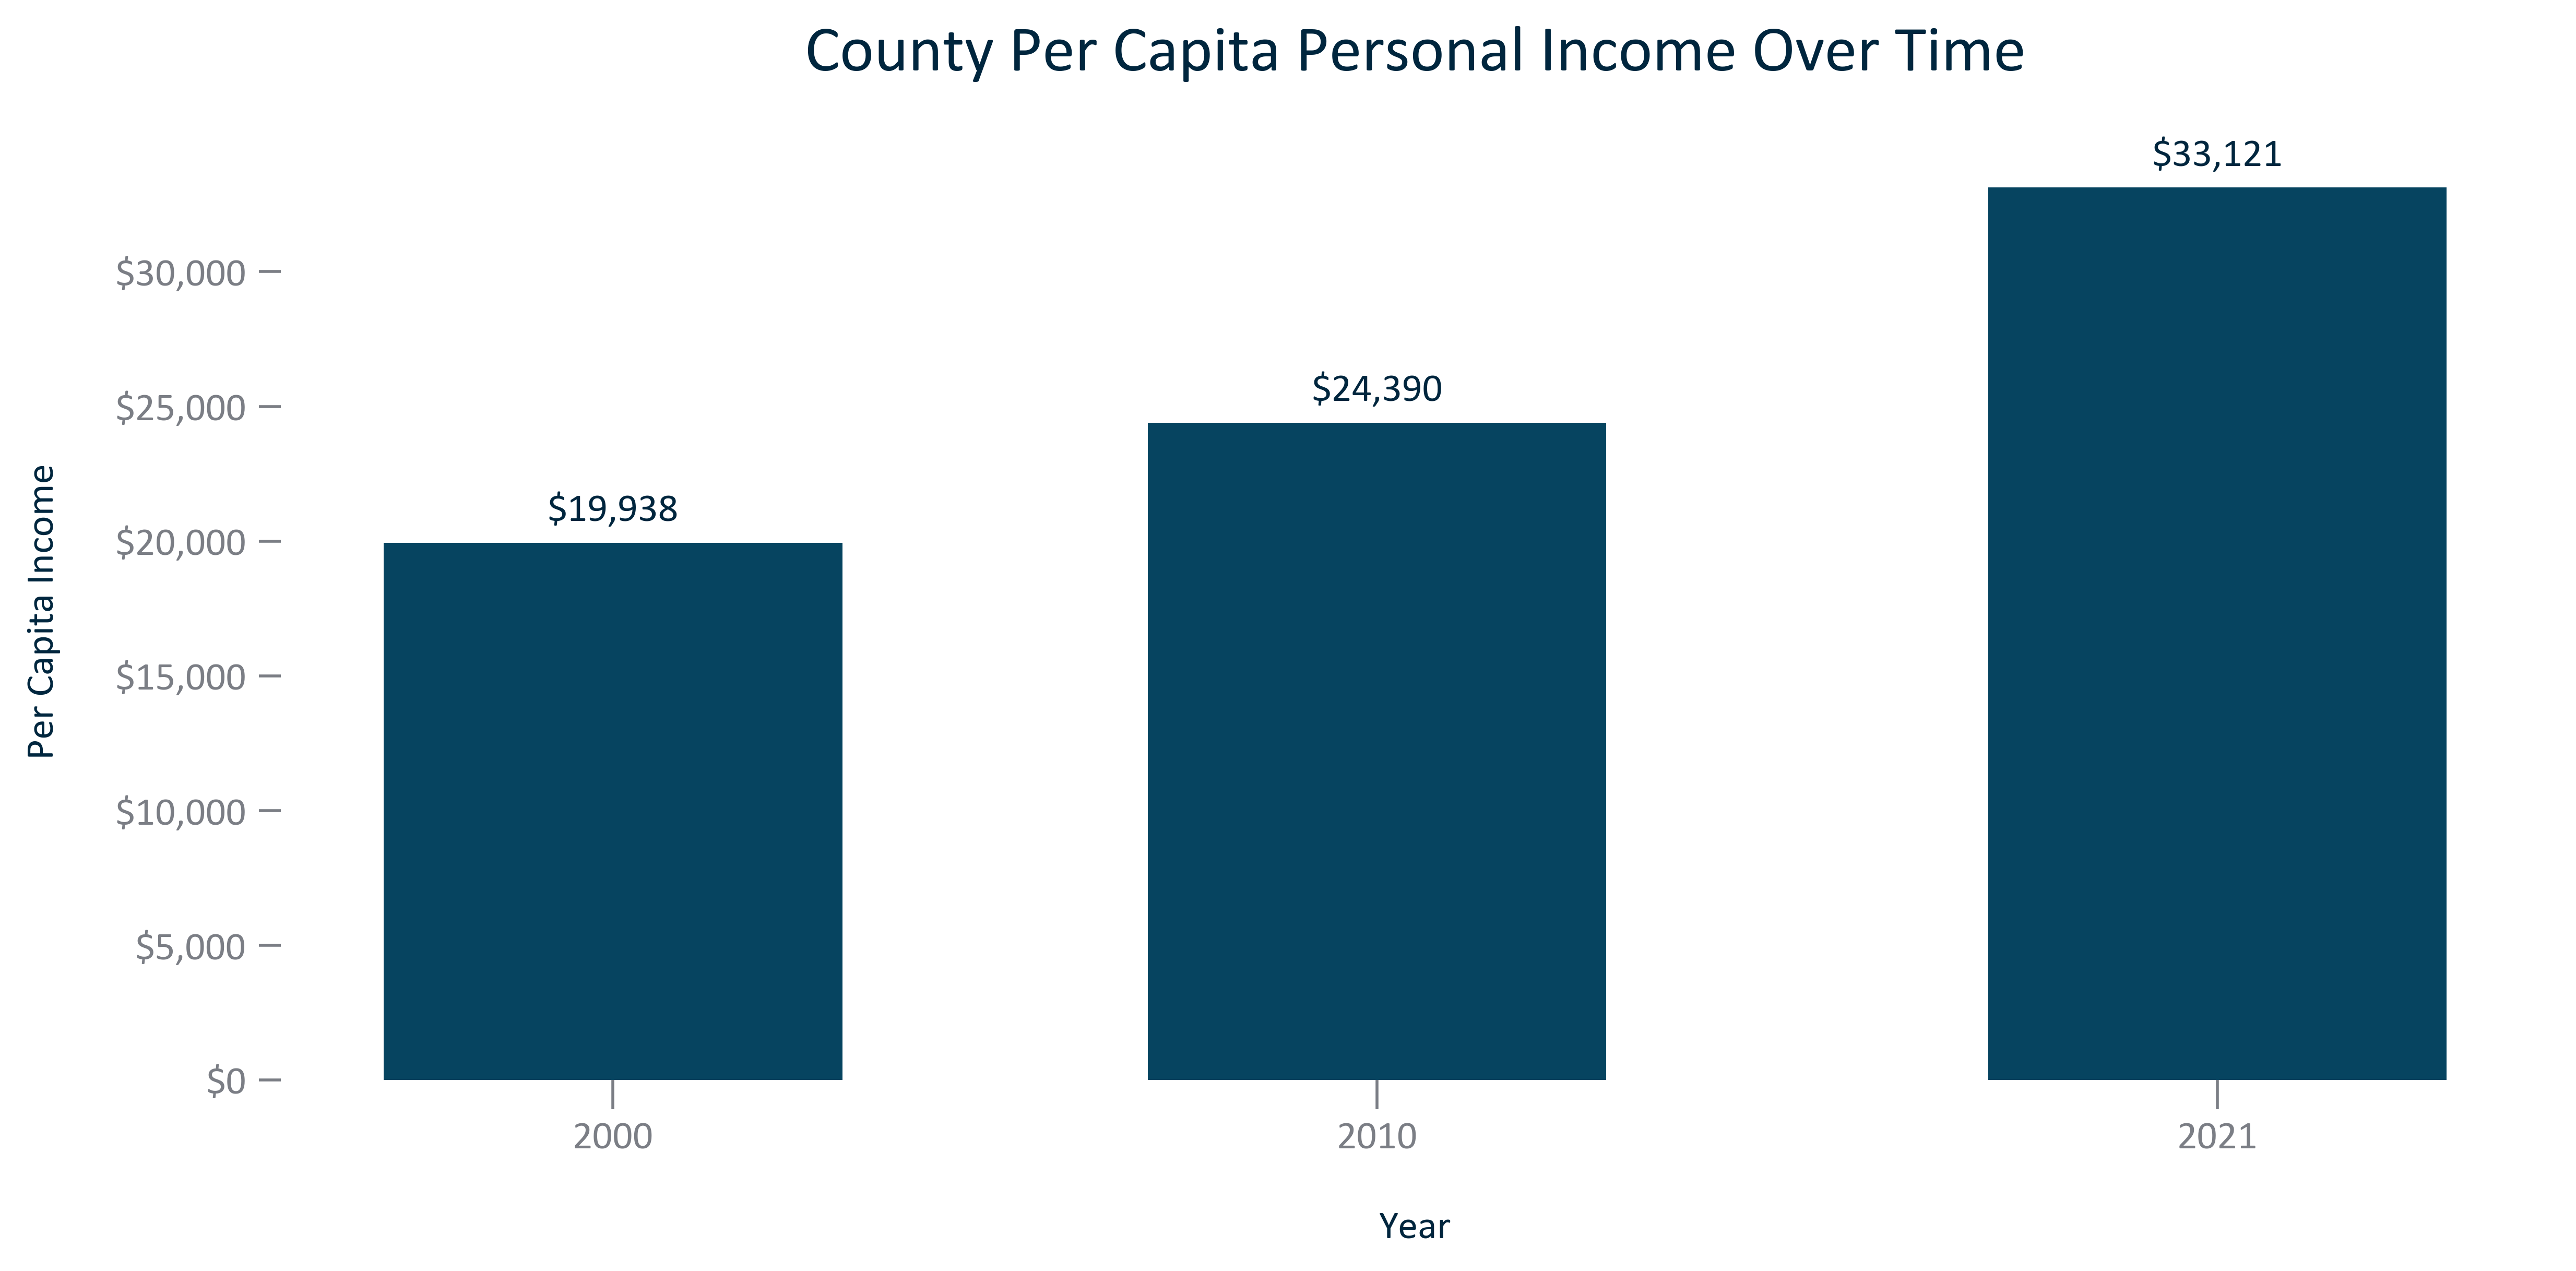 County Per Capita Personal Income Over Time
$33,121
$30,000
$25,000
$24,390
$19,938
$20,000
$15,000
$10,000
$5,000
$0
Per Capita Income
2000 2010 2021
Year